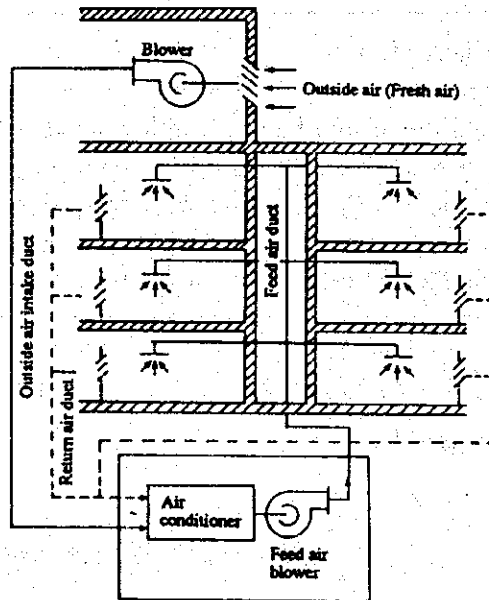 Blower
Outside air (Fresh air)
Outside air intake duct
Feed air duct
Return air duct
Air
conditioner
Feed air
blower